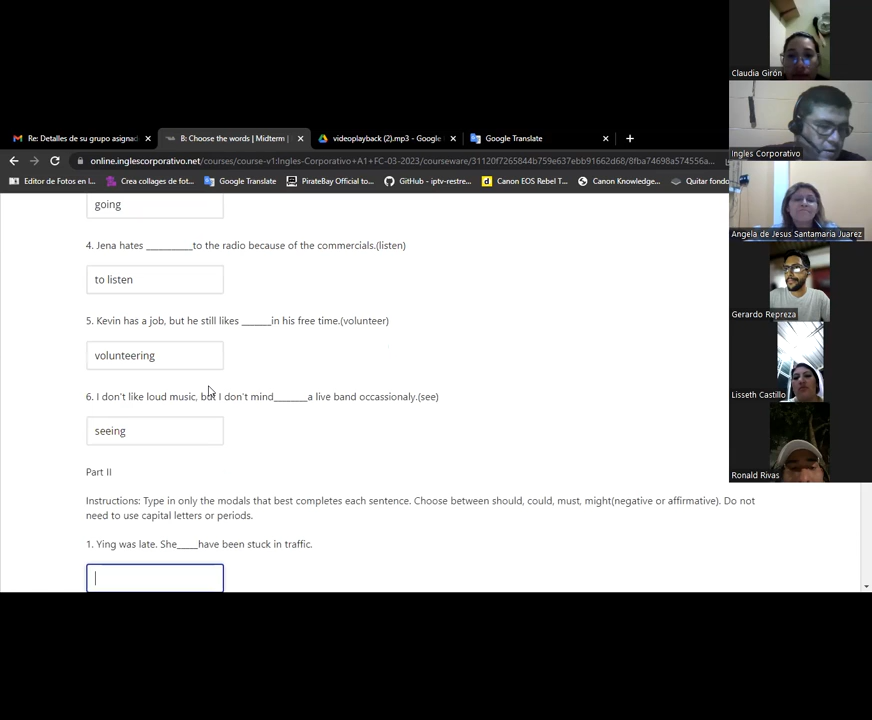 Re: Detalles de su grupo asignad
B: Choose the words | Midterm |
videoplayback (2).mp3 - Google
Google Translate
online.inglescorporativo.net/courses/course-v1:Ingles-Corporativo+A1+FC-03-2023/courseware/31120f7265844b759e637ebb91662d68/8fba74698a574556a...
Editor de Fotos en l...
Crea collages de fot...
Google Translate
PirateBay Official to...
GitHub - iptv-restre...
Canon EOS Rebel T...
Canon Knowledge...
Quitar fondo
going
4. Jena hates __________to the radio because of the commercials.(listen)
to listen
5. Kevin has a job, but he still likes ______in his free time.(volunteer)
volunteering
6. I don't like loud music, but I don't mind_______a live band occassionaly.(see)
seeing
Part II
Instructions: Type in only the modals that best completes each sentence. Choose between should, could, must, might(negative or affirmative). Do not
need to use capital letters or periods.
1. Ying was late. She____have been stuck in traffic.
Claudia Girón
Ingles Corporativo
Angela de Jesus Santamaria Juarez
Gerardo Repreza
Lisseth Castillo
Ronald Rivas